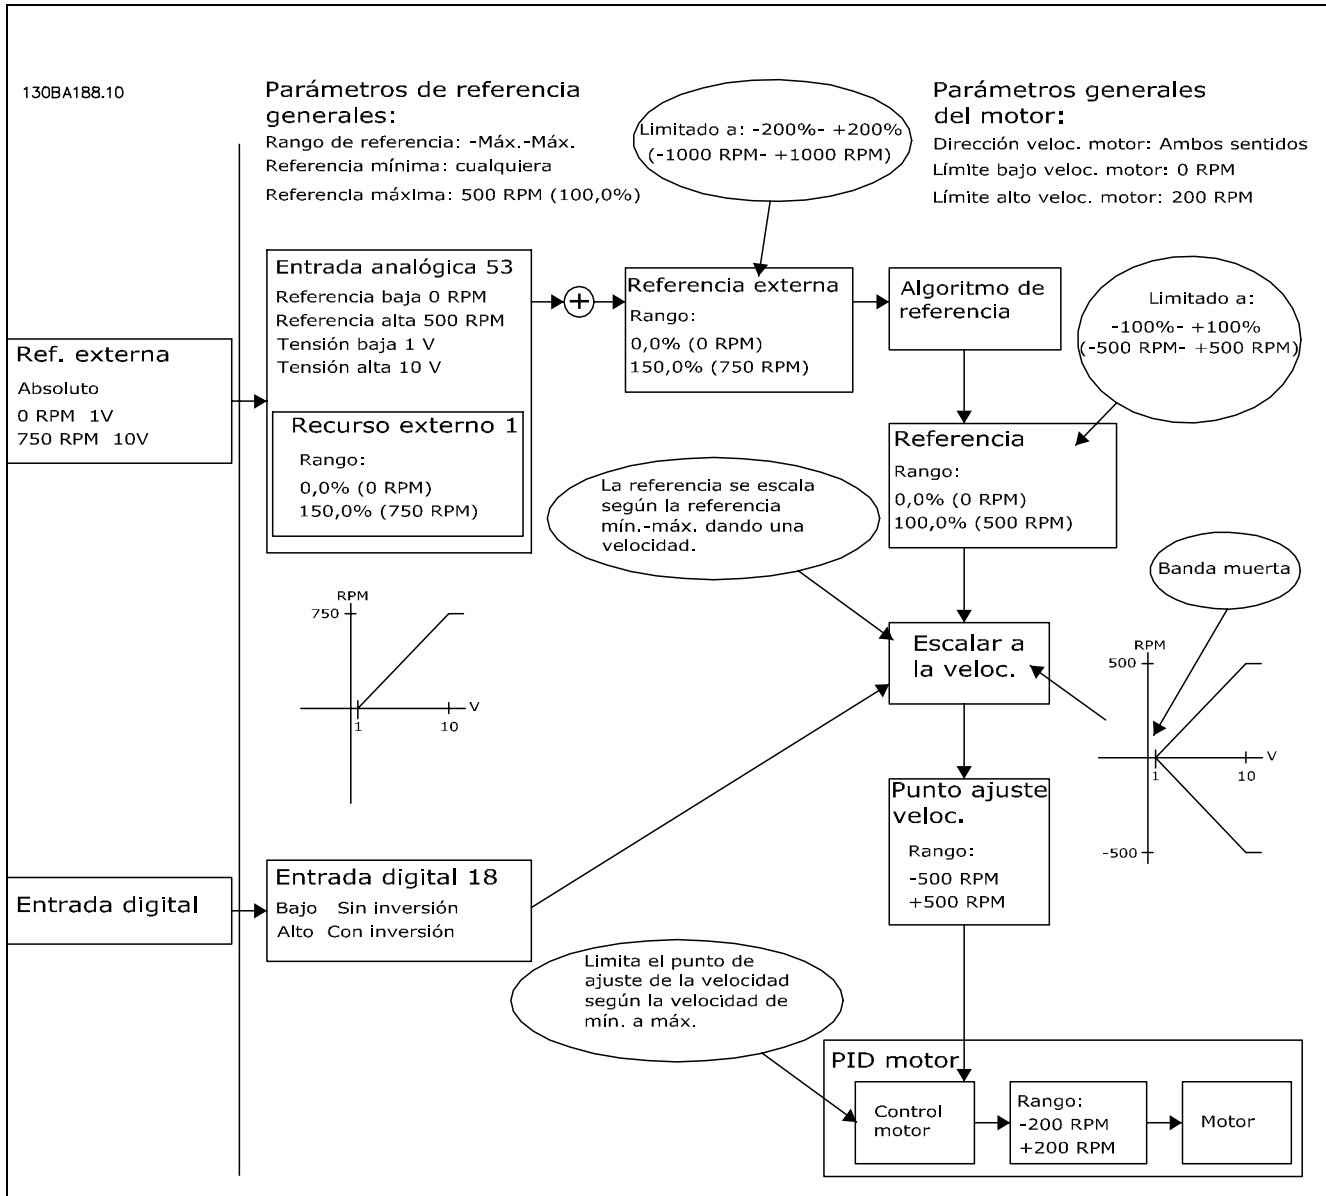 130BA188.10
Parámetros de referencia
generales:
Rango de referencia: -Máx.-Máx.
Referencia mínima: cualquiera
Referencia máxima: 500 RPM (100,0%)
Limitado a: -200%- +200%
(-1000 RPM- +1000 RPM)
Parámetros generales
del motor:
Dirección veloc. motor: Ambos sentidos
Límite bajo veloc. motor: 0 RPM
Límite alto veloc. motor: 200 RPM
Ref. externa
Absoluto
0 RPM 1V
750 RPM 10V
Entrada analógica 53
Referencia baja 0 RPM
Referencia alta 500 RPM
Tensión baja 1 V
Tensión alta 10 V
Recurso externo 1
Rango:
0,0% (0 RPM)
150,0% (750 RPM)
+
Referencia externa
Rango:
0,0% (0 RPM)
150,0% (750 RPM)
Algoritmo de
referencia
Limitado a:
-100%- +100%
(-500 RPM- +500 RPM)
Referencia
Rango:
0,0% (0 RPM)
100,0% (500 RPM)
La referencia se escala
según la referencia
mín.-máx. dando una
velocidad.
Banda muerta
RPM
750
1
10
V
Escalar a
la veloc.
RPM
500
1
10
V
-500
Punto ajuste
veloc.
Rango:
-500 RPM
+500 RPM
Entrada digital
Entrada digital 18
Bajo Sin inversión
Alto Con inversión
Limita el punto de
ajuste de la velocidad
según la velocidad de
mín. a máx.
PID motor
Control
motor
Rango:
-200 RPM
+200 RPM
Motor